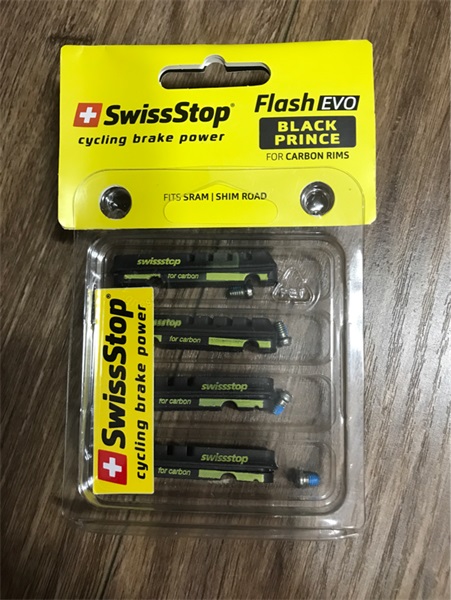 SwissStop®
cycling brake power
Flash EVO
BLACK
PRINCE
FOR CARBON RIMS
FITS SRAM | SHIM ROAD
swissstop
for carbon
for carbon
swissstop
for carbon
swissstop
for carbon
SwissStop®
cycling brake power